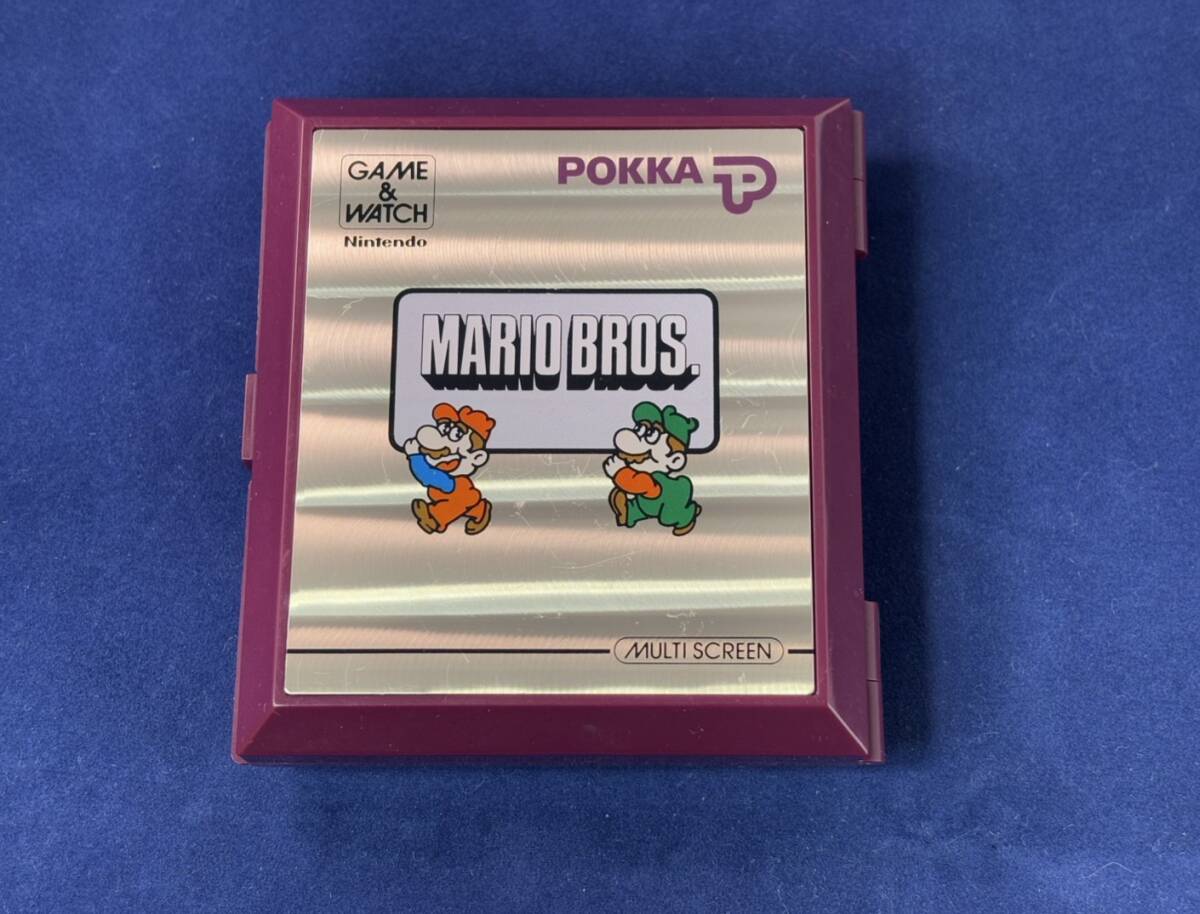 GAME
&
WATCH
Nintendo
POKKA
P
MARIO BROS.
MULTI SCREEN